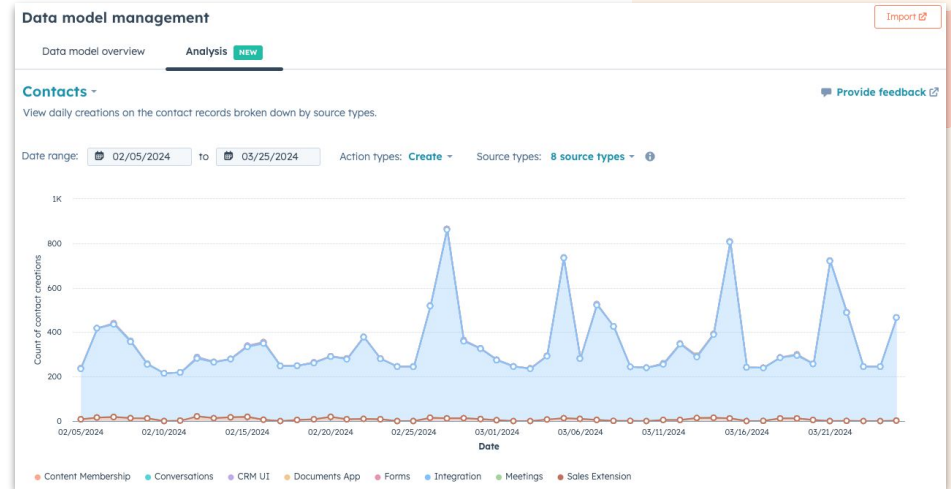 Data model management
Import
Data model overview
Analysis NEW
Contacts
Provide feedback
View daily creations on the contact records broken down by source types.
Date range: 02/05/2024 to 03/25/2024 Action types: Create Source types: 8 source types
1K
800
600
400
200
0
Count of contact creations
02/05/2024 02/10/2024 02/15/2024 02/20/2024 02/25/2024 03/01/2024 03/06/2024 03/11/2024 03/16/2024 03/21/2024
Date
Content Membership Conversations CRM UI Documents App Forms Integration Meetings Sales Extension